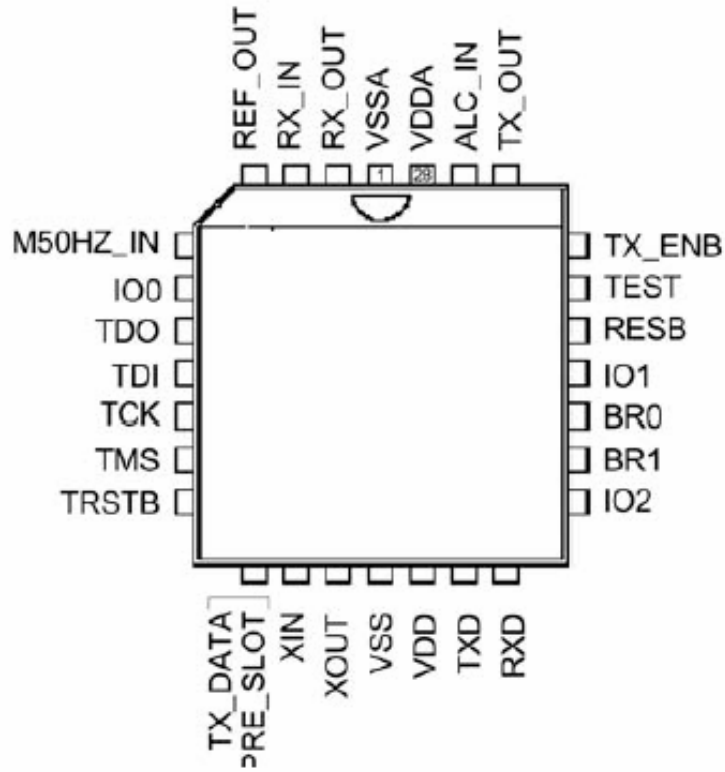 REF_OUT
RX_IN
RX_OUT
VSSA
VDDA
ALC_IN
TX_OUT
1
28
M50HZ_IN
IO0
TDO
TDI
TCK
TMS
TRSTB
TX_ENB
TEST
RESB
IO1
BR0
BR1
IO2
TX_DATA
PRE_SLOT
XIN
XOUT
VSS
VDD
TXD
RXD